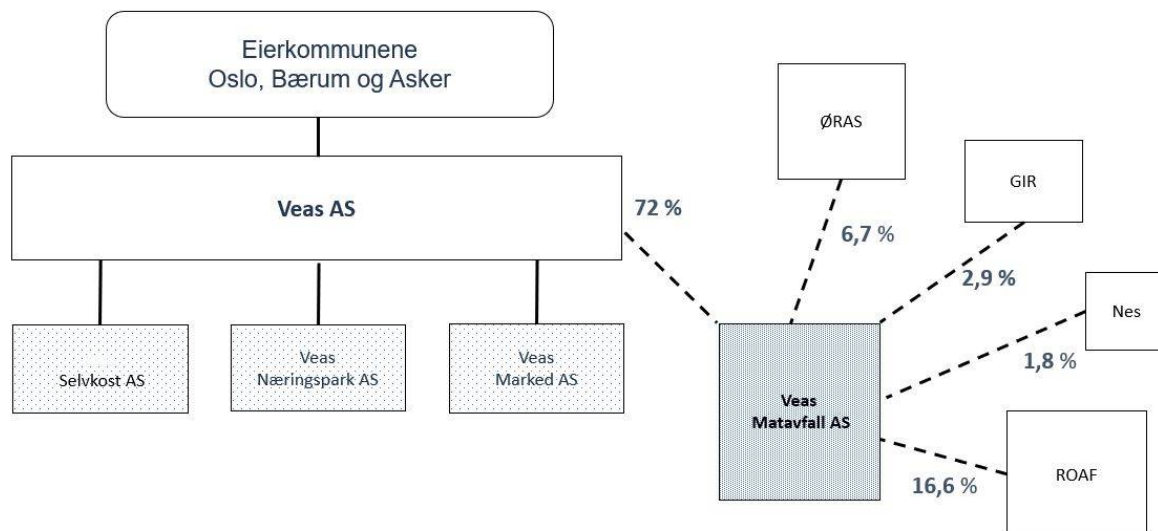 Eierkommunene
Oslo, Bærum og Asker
Veas AS
Selvkost AS
Veas
Næringspark AS
Veas
Marked AS
72 %
ØRAS
6,7 %
GIR
2,9 %
Nes
1,8 %
Veas
Matavfall AS
16,6 %
ROAF